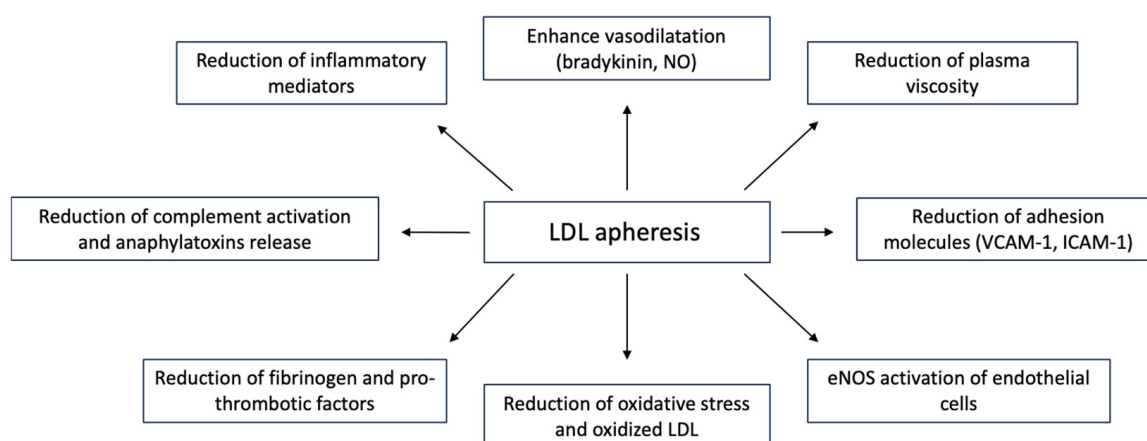 Enhance vasodilatation
(bradykinin, NO)
Reduction of inflammatory
mediators
Reduction of plasma
viscosity
Reduction of complement activation
and anaphylatoxins release
LDL apheresis
Reduction of adhesion
molecules (VCAM-1, ICAM-1)
Reduction of fibrinogen and pro-
thrombotic factors
Reduction of oxidative stress
and oxidized LDL
eNOS activation of endothelial
cells